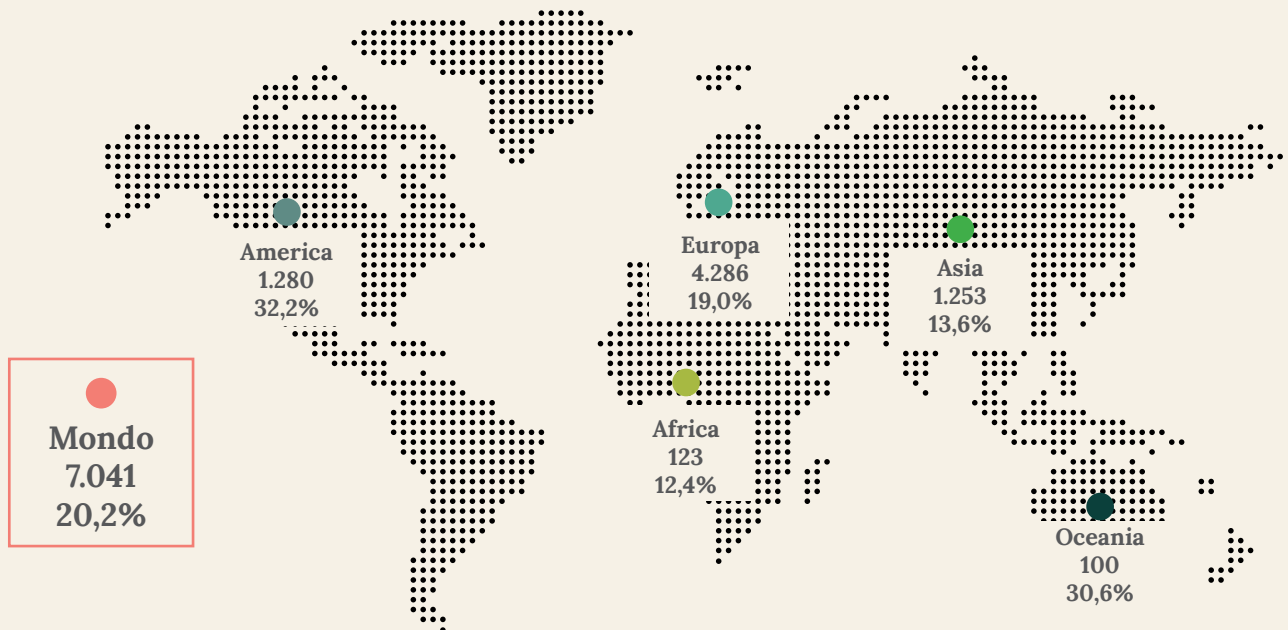 America
1.280
32,2%
Europa
4.286
19,0%
Asia
1.253
13,6%
Mondo
7.041
20,2%
Africa
123
12,4%
Oceania
100
30,6%